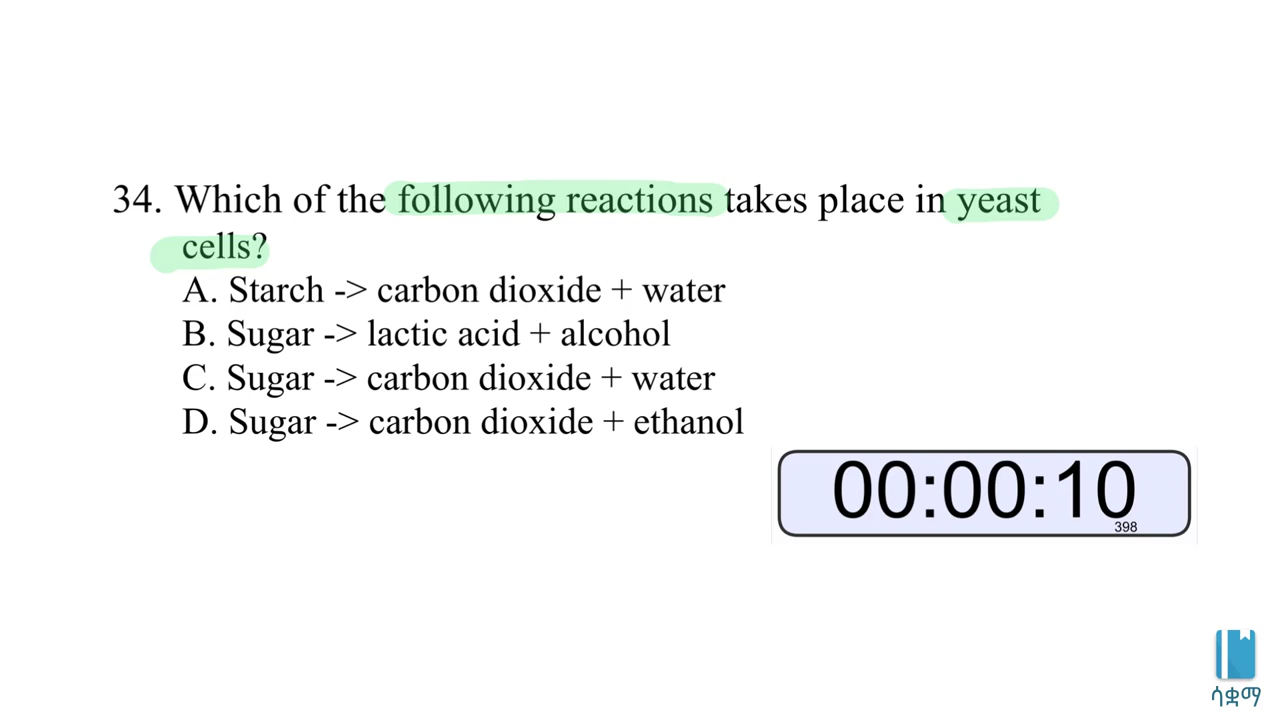 34. Which of the following reactions takes place in yeast
cells?
A. Starch -> carbon dioxide + water
B. Sugar -> lactic acid + alcohol
C. Sugar -> carbon dioxide + water
D. Sugar -> carbon dioxide + ethanol
00:00:10
398
ሳቋማ